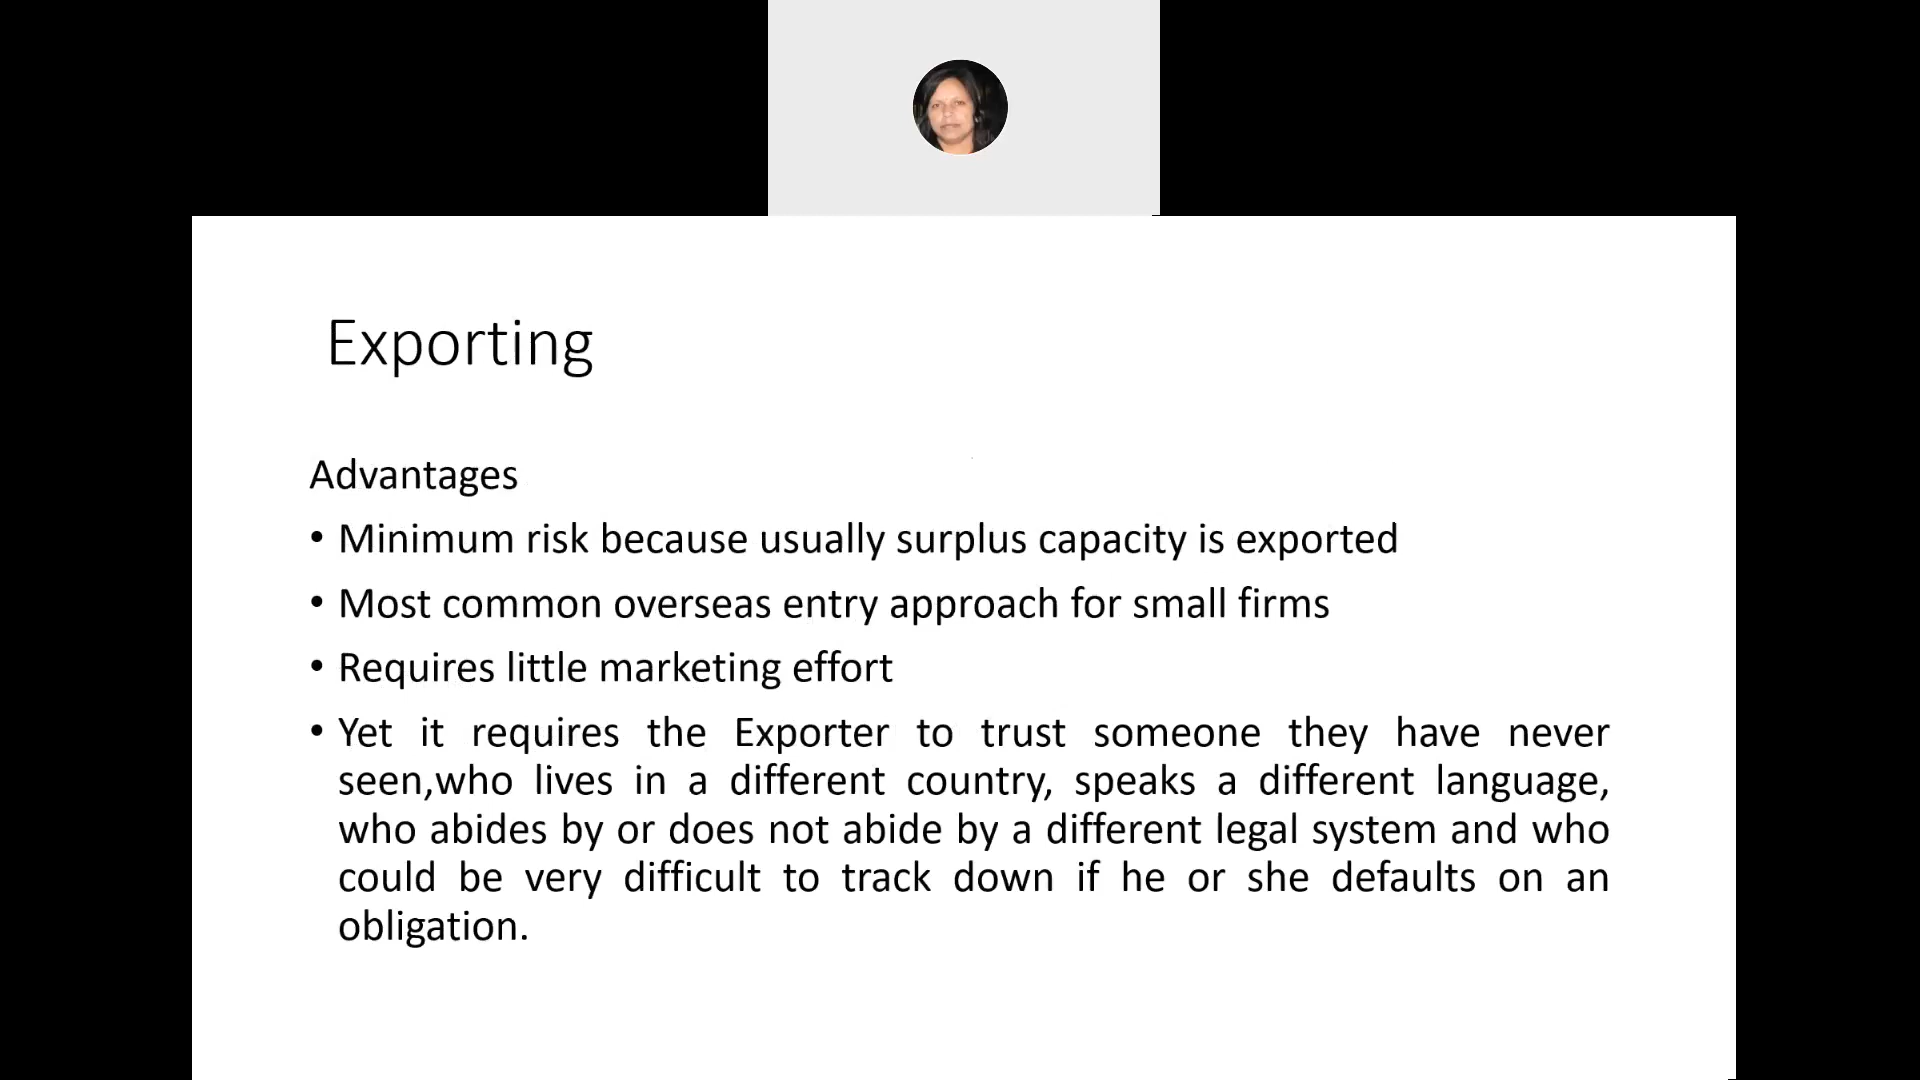 Exporting
Advantages
• Minimum risk because usually surplus capacity is exported
• Most common overseas entry approach for small firms
• Requires little marketing effort
• Yet it requires the Exporter to trust someone they have never
seen,who lives in a different country, speaks a different language,
who abides by or does not abide by a different legal system and who
could be very difficult to track down if he or she defaults on an
obligation.